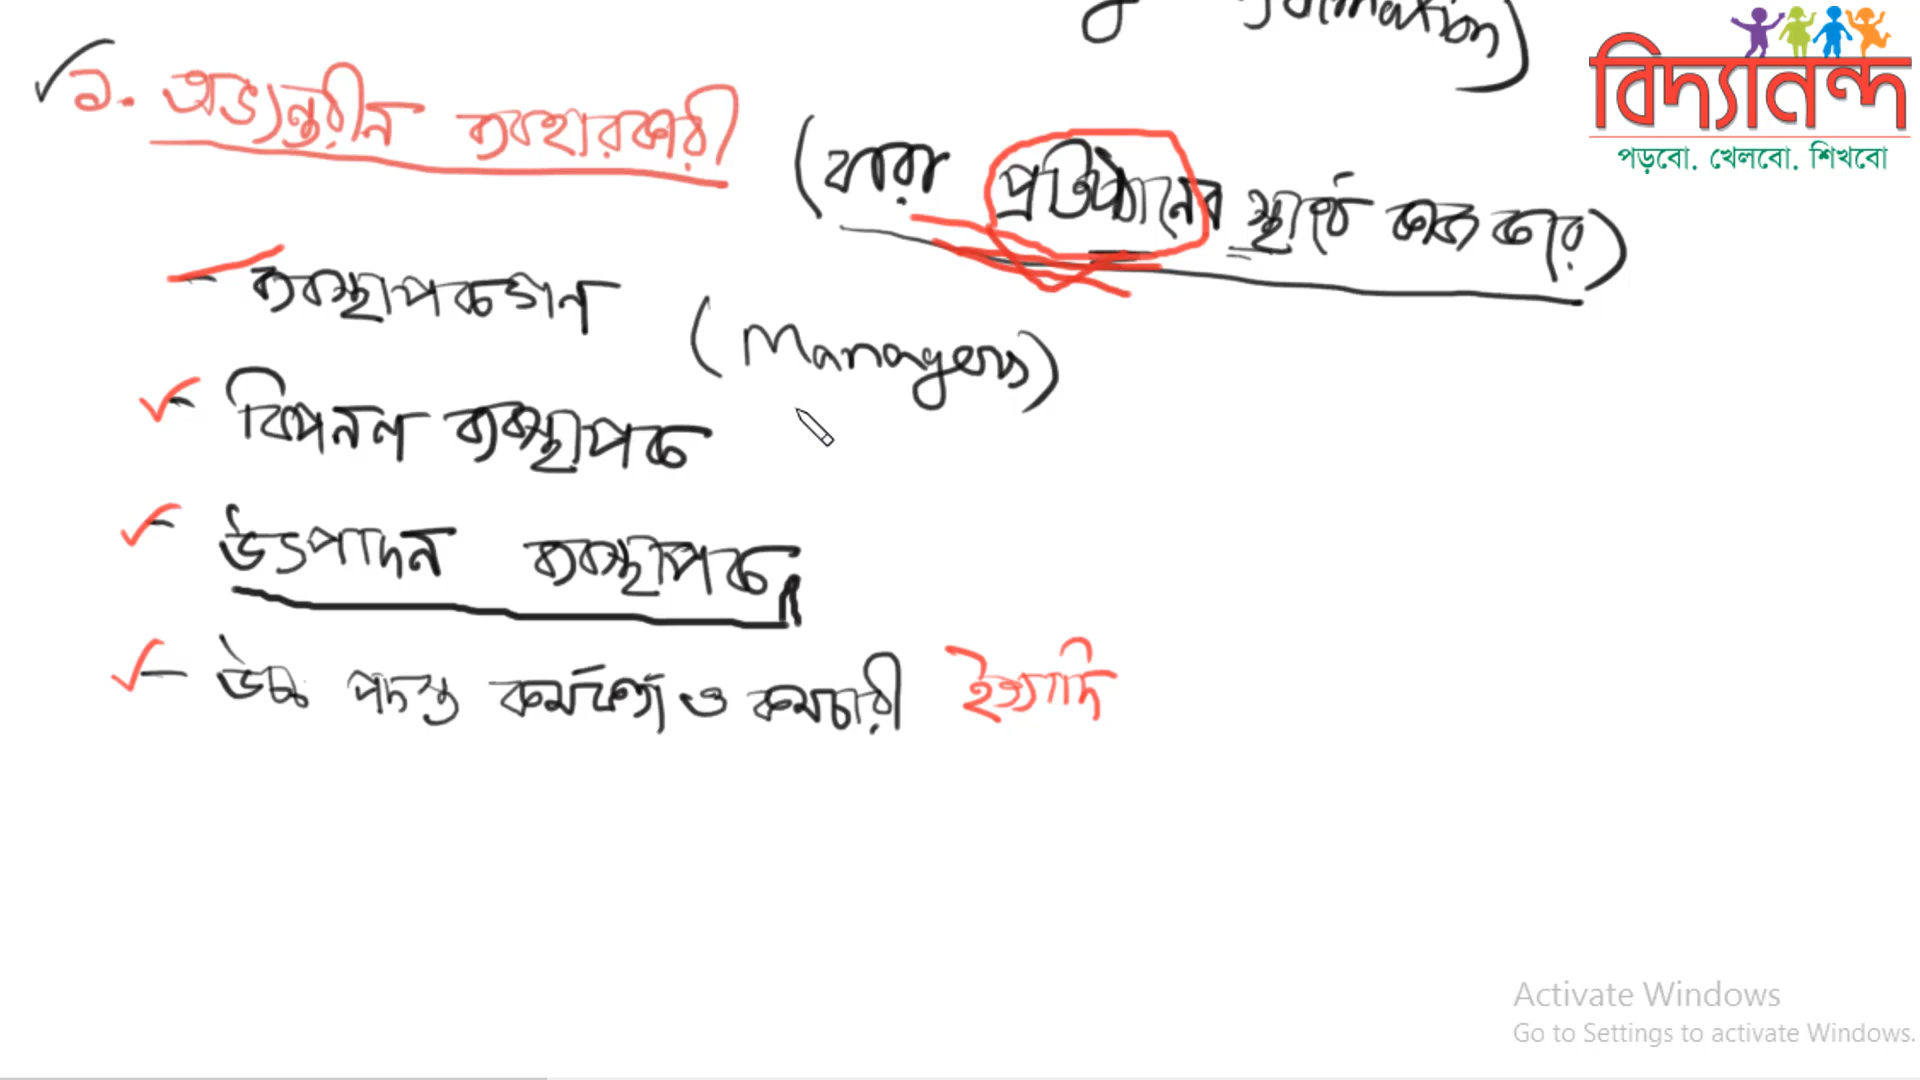 বিদ্যানন্দ
পড়বো. খেলবো. শিখবো
১. অভ্যন্তরীন ব্যবহারকারী (যারা প্রতিষ্ঠানের স্বার্থে কাজ করে)
- ব্যবস্থাপকগন (Managers)
- বিপনন ব্যবস্থাপক
- উৎপাদন ব্যবস্থাপক
- উচ্চ পদস্ত কর্মকর্তা ও কর্মচারী ইত্যাদি
Activate Windows
Go to Settings to activate Windows.